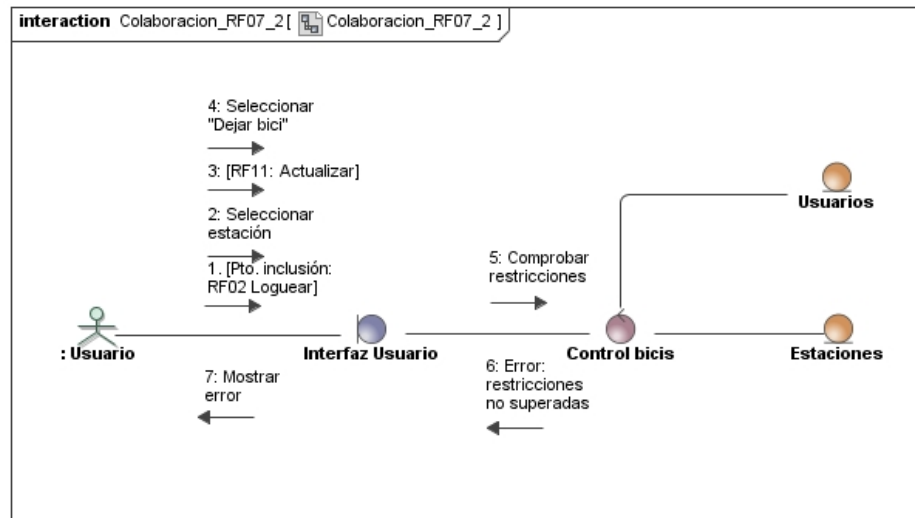 interaction Colaboracion_RF07_2 [ Colaboracion_RF07_2 ]
4: Seleccionar
"Dejar bici"
3: [RF11: Actualizar]
2: Seleccionar
estación
1. [Pto. inclusión:
RF02 Loguear]
5: Comprobar
restricciones
Usuarios
: Usuario
Interfaz Usuario
Control bicis
Estaciones
7: Mostrar
error
6: Error:
restricciones
no superadas